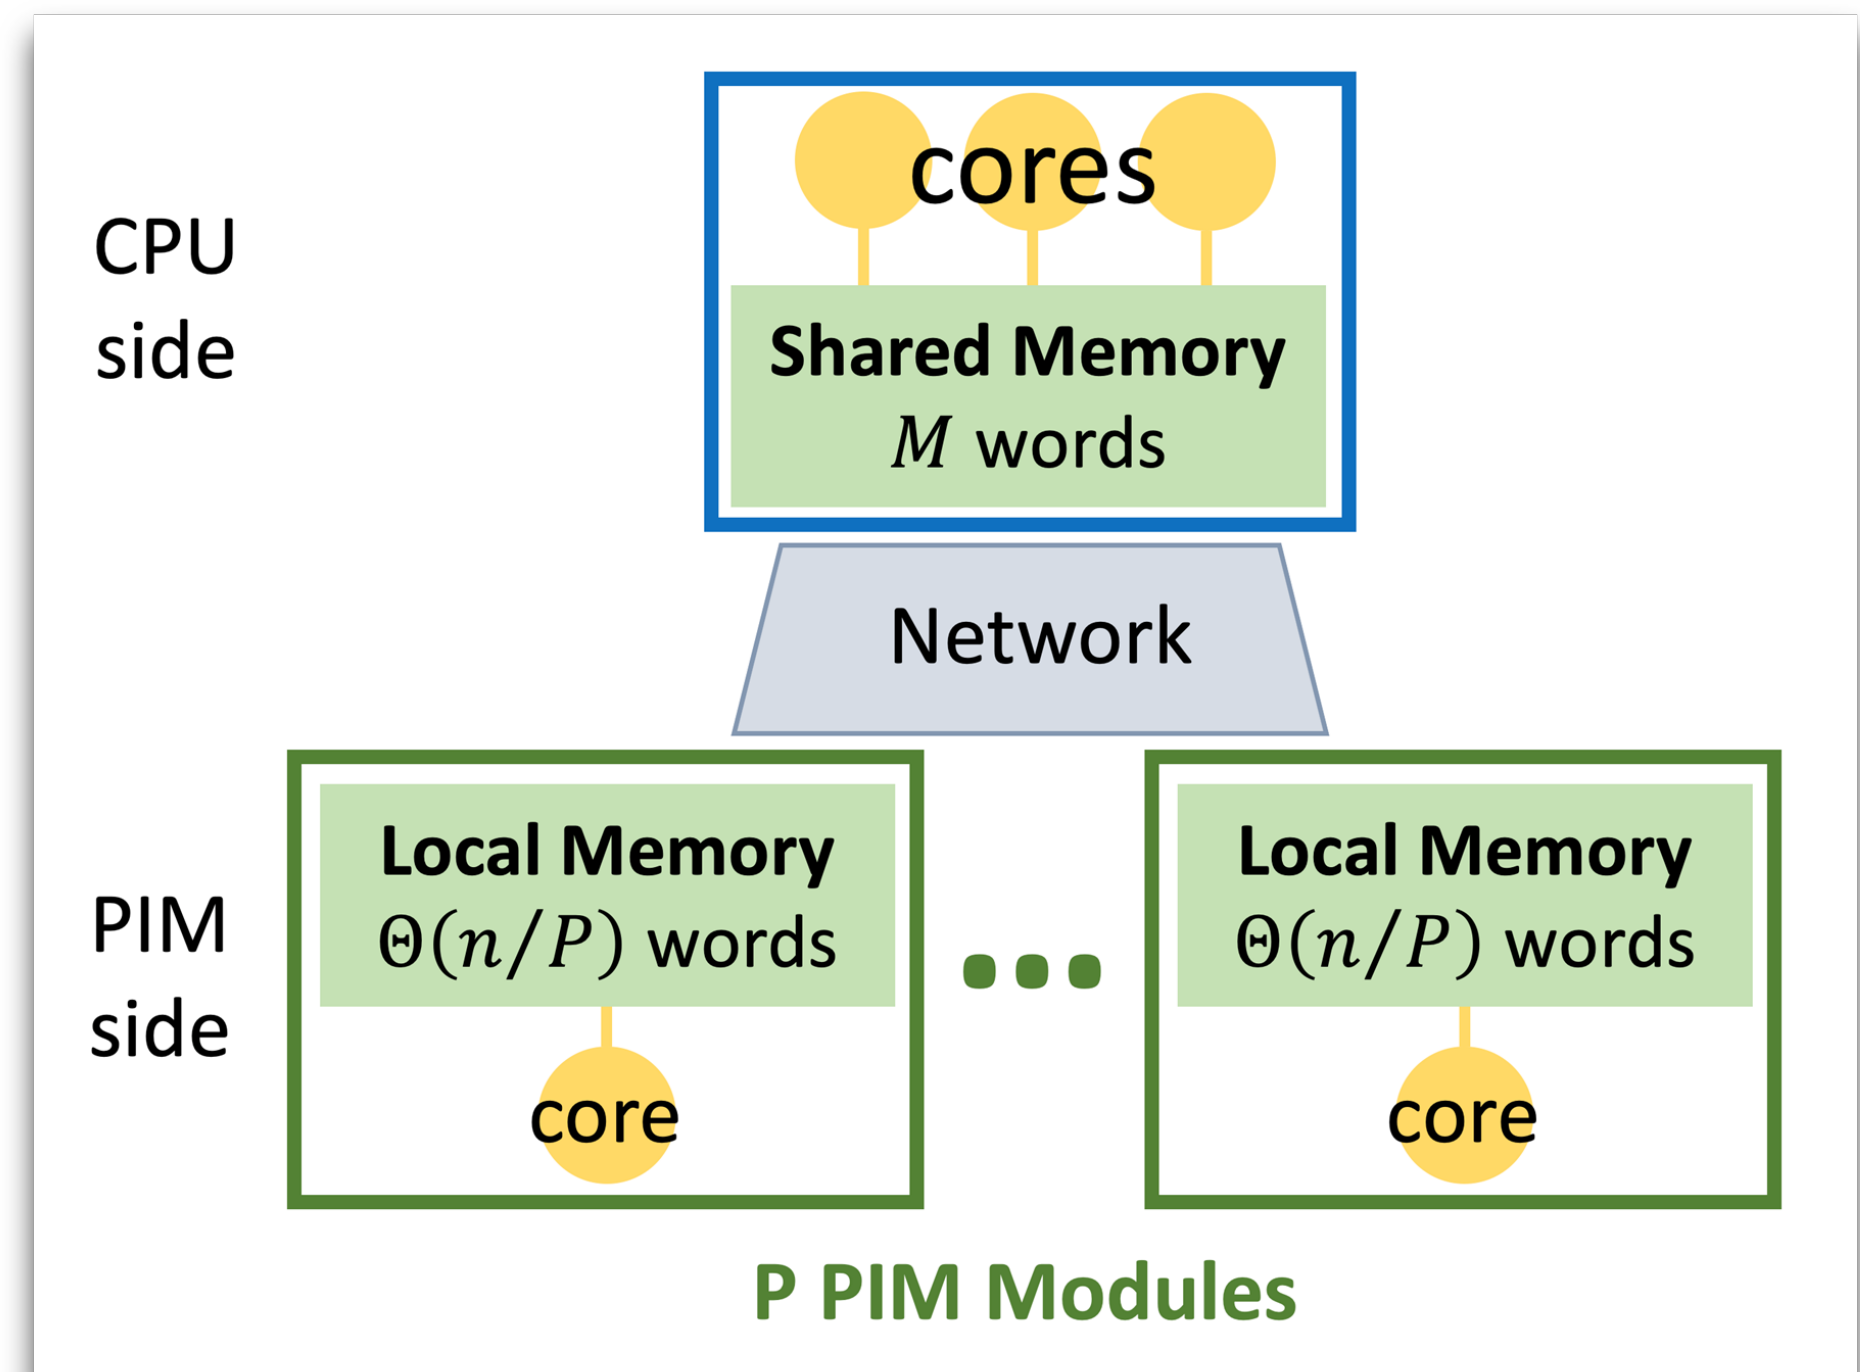 CPU
side
cores
Shared Memory
M words
Network
PIM
side
Local Memory
Θ(n/P) words
core
Local Memory
Θ(n/P) words
core
P PIM Modules